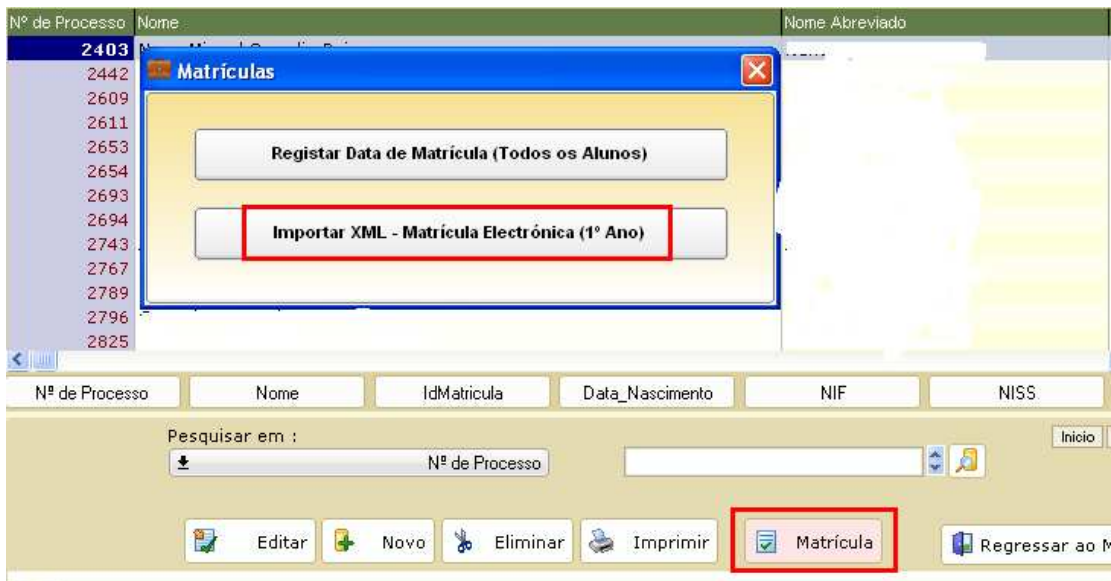 Nº de Processo Nome Nome Abreviado
2403
2442
2609
2611
2653
2654
2693
2694
2743
2767
2789
2796
2825
Matrículas
Registar Data de Matrícula (Todos os Alunos)
Importar XML - Matrícula Electrónica (1º Ano)
Nº de Processo Nome IdMatricula Data_Nascimento NIF NISS
Pesquisar em :
Inicio
Nº de Processo
Editar Novo Eliminar Imprimir Matrícula Regressar ao